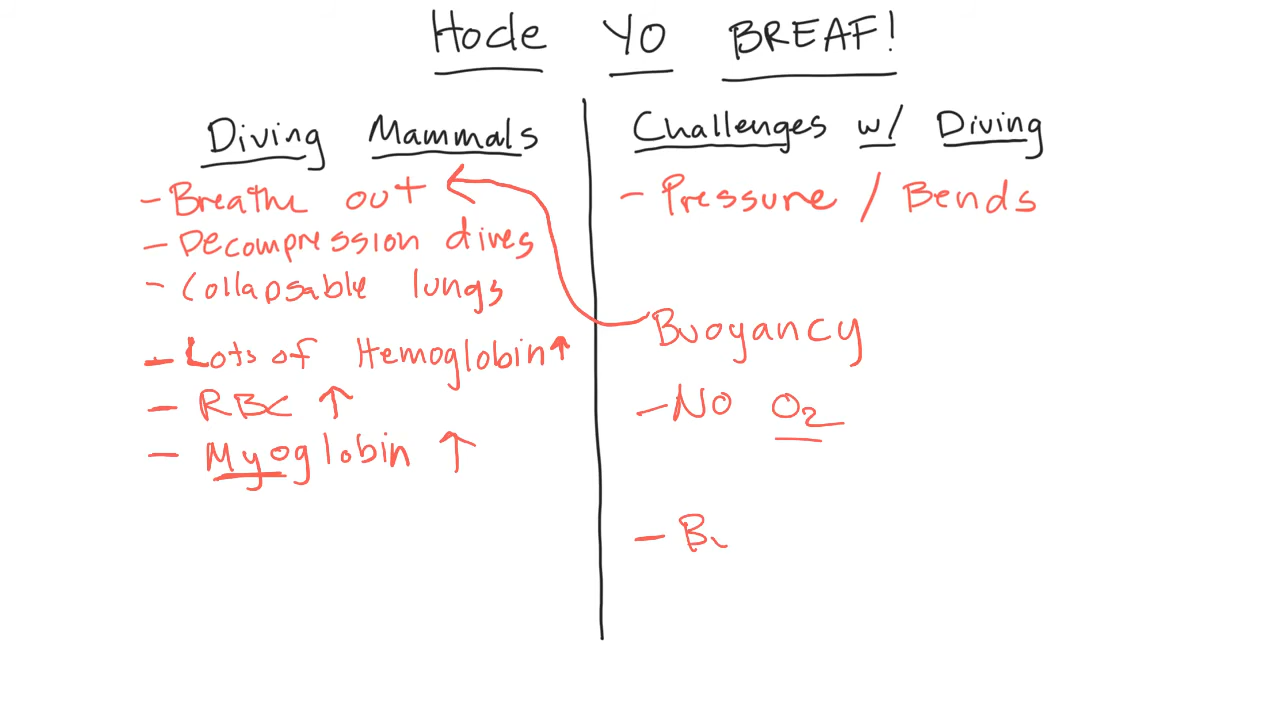 Hode YO BREAF!
Diving Mammals
- Breathe out
- Decompression dives
- Collapsable lungs
- Lots of Hemoglobin ↑
- RBC ↑
- Myoglobin ↑
Challenges w/ Diving
- Pressure / Bends
Buoyancy
- No O2
- Bu